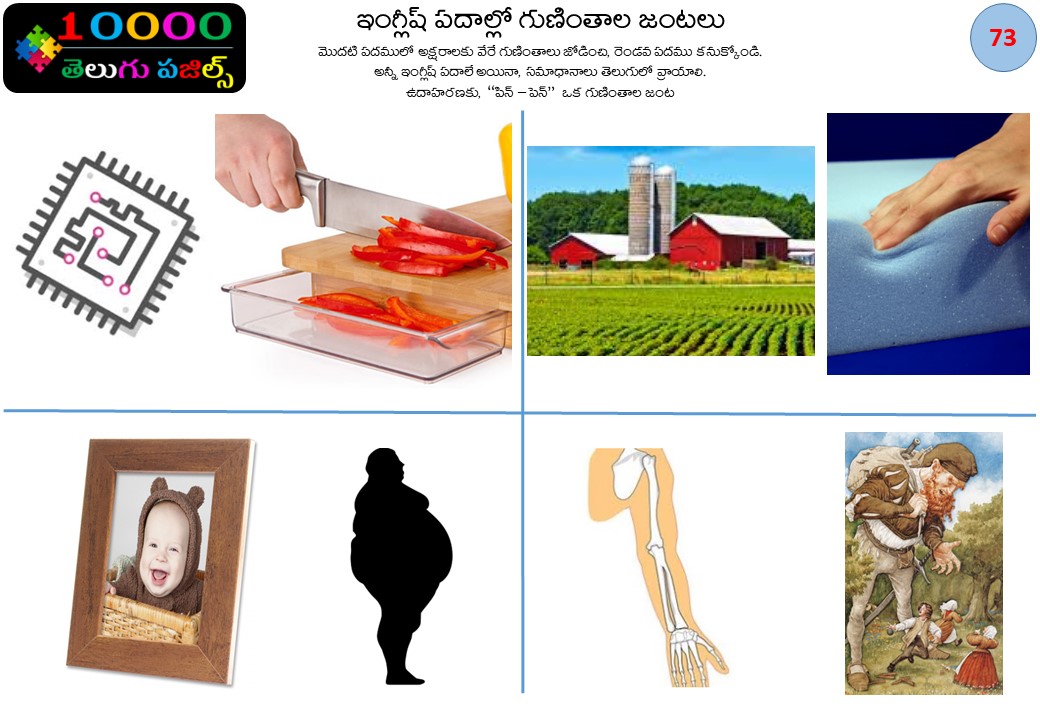 10000
తెలుగు పజిల్స్
ఇంగ్లీష్ పదాల్లో గుణింతాల జంటలు
మొదటి పదములో అక్షరాలకు వేరే గుణింతాలు జోడించి, రెండవ పదము కనుక్కోండి.
అన్నీ ఇంగ్లీష్ పదాలే అయినా, సమాధానాలు తెలుగులో వ్రాయాలి.
ఉదాహరణకు, “పిన్ – పెన్” ఒక గుణింతాల జంట
73